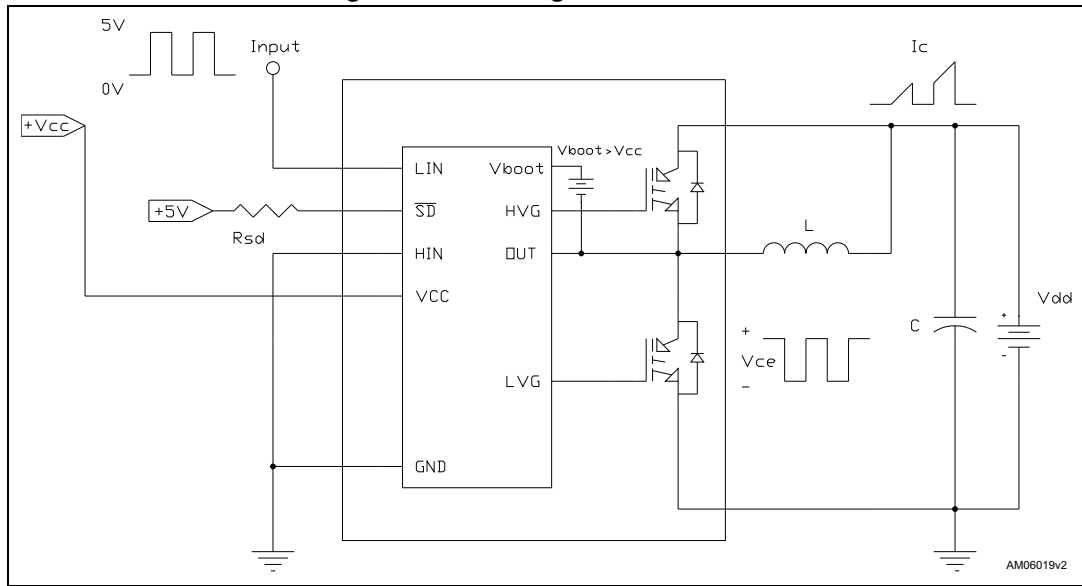 5V
0V
Input
Ic
+Vcc
Vboot>Vcc
LIN
Vboot
+5V
Rsd
SD
HVG
HIN
OUT
L
VCC
Vdd
C
+
-
+
Vce
-
LVG
GND
AM06019v2